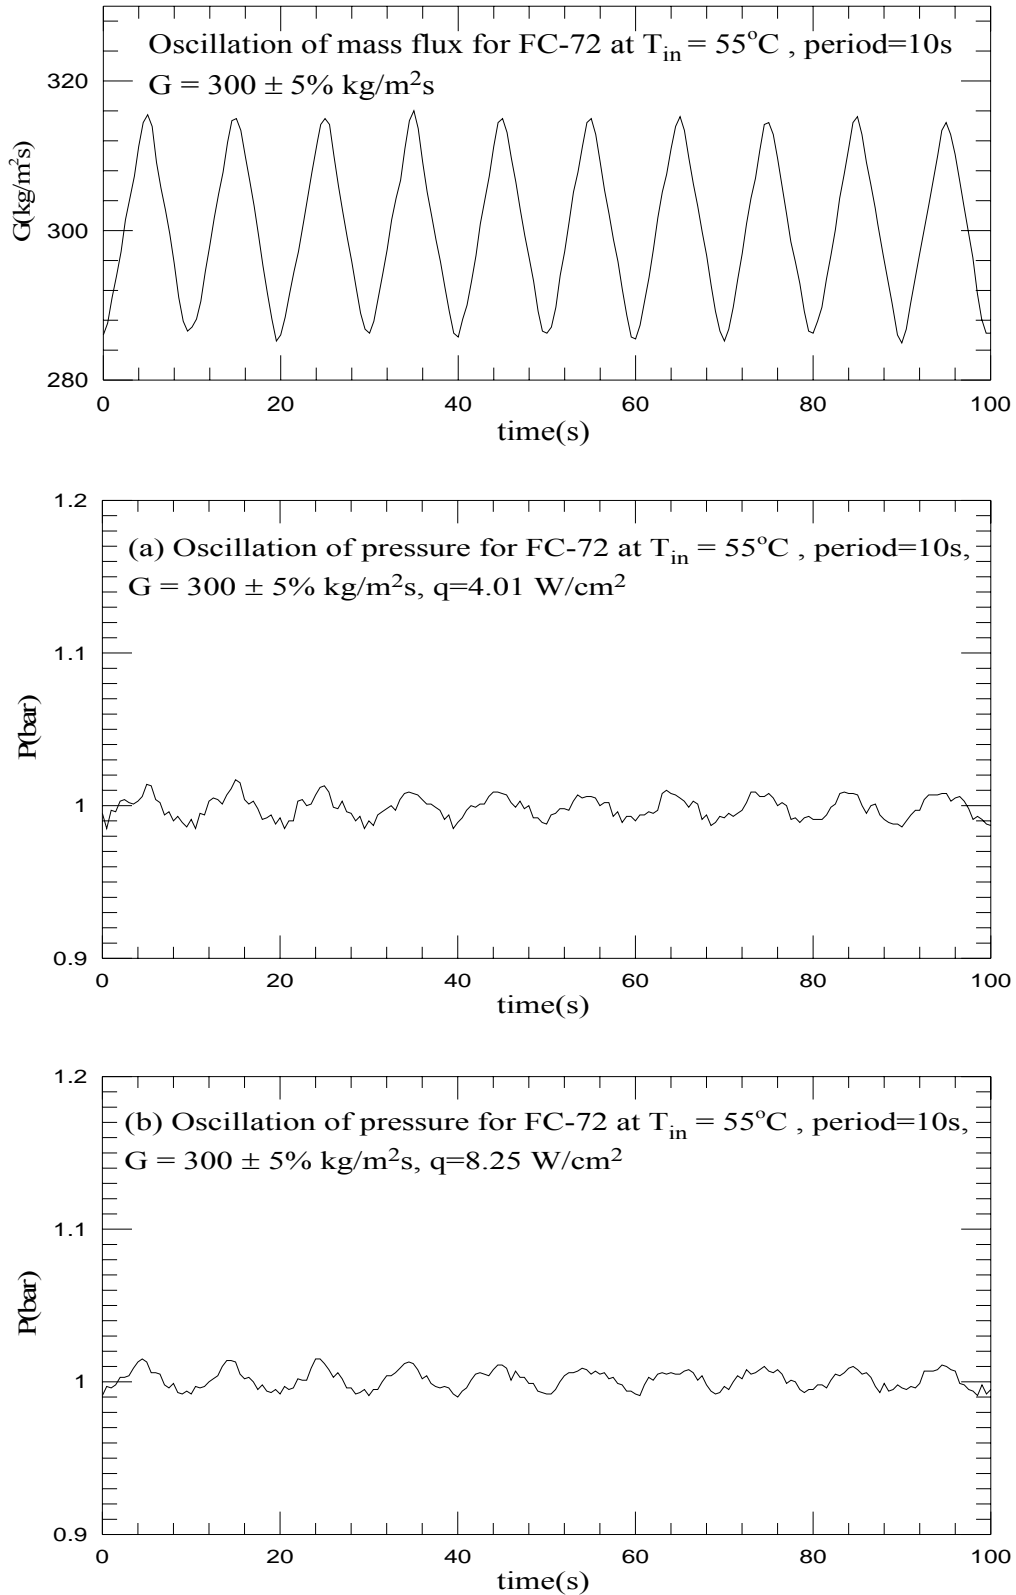 Oscillation of mass flux for FC-72 at Tin = 55°C , period=10s
G = 300 ± 5% kg/m²s
320
300
280
G(kg/m²s)
0 20 40 60 80 100
time(s)
1.2
(a) Oscillation of pressure for FC-72 at Tin = 55°C , period=10s,
G = 300 ± 5% kg/m²s, q=4.01 W/cm²
1.1
1
0.9
P(bar)
0 20 40 60 80 100
time(s)
1.2
(b) Oscillation of pressure for FC-72 at Tin = 55°C , period=10s,
G = 300 ± 5% kg/m²s, q=8.25 W/cm²
1.1
1
0.9
P(bar)
0 20 40 60 80 100
time(s)